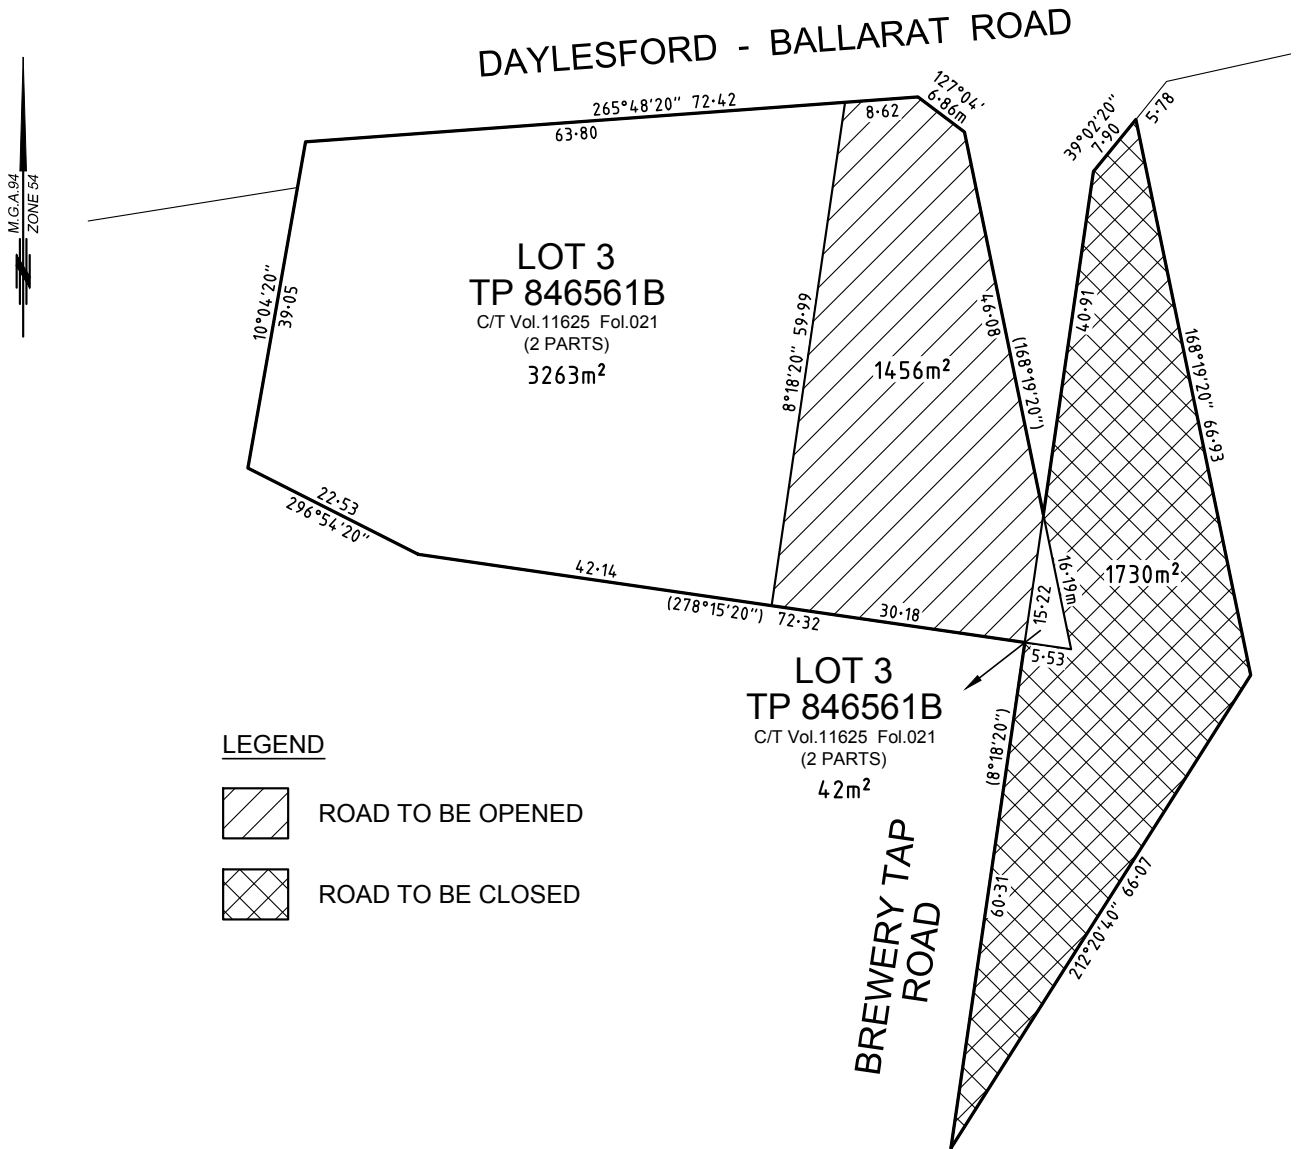 DAYLESFORD - BALLARAT ROAD
M.G.A.94
ZONE 54
265°48'20" 72·42
63·80
8·62
127°04'
6·86m
39°02'20"
7·90
5·78
10°04'20"
39·05
LOT 3
TP 846561B
C/T Vol.11625 Fol.021
(2 PARTS)
3263m²
8°18'20" 59·99
1456m²
46·08
(168°19'20")
40·91
168°19'20" 66·93
22·53
296°54'20"
42·14
(278°15'20") 72·32
30·18
15·22
16·19m
5·53
1730m²
LOT 3
TP 846561B
C/T Vol.11625 Fol.021
(2 PARTS)
42m²
(8°18'20")
60·31
212°20'40" 66·07
BREWERY TAP
ROAD
LEGEND
ROAD TO BE OPENED
ROAD TO BE CLOSED